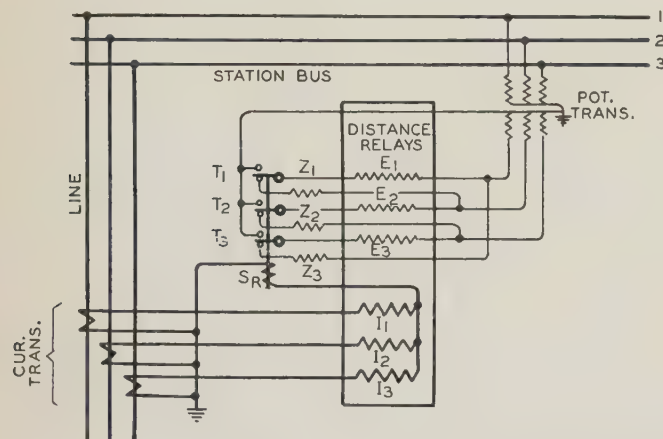 1
2
3
STATION BUS
POT.
TRANS.
DISTANCE
RELAYS
LINE
T1
Z1
E1
E2
T2
Z2
E3
T3
SR
Z3
I1
I2
I3
CUR.
TRANS.